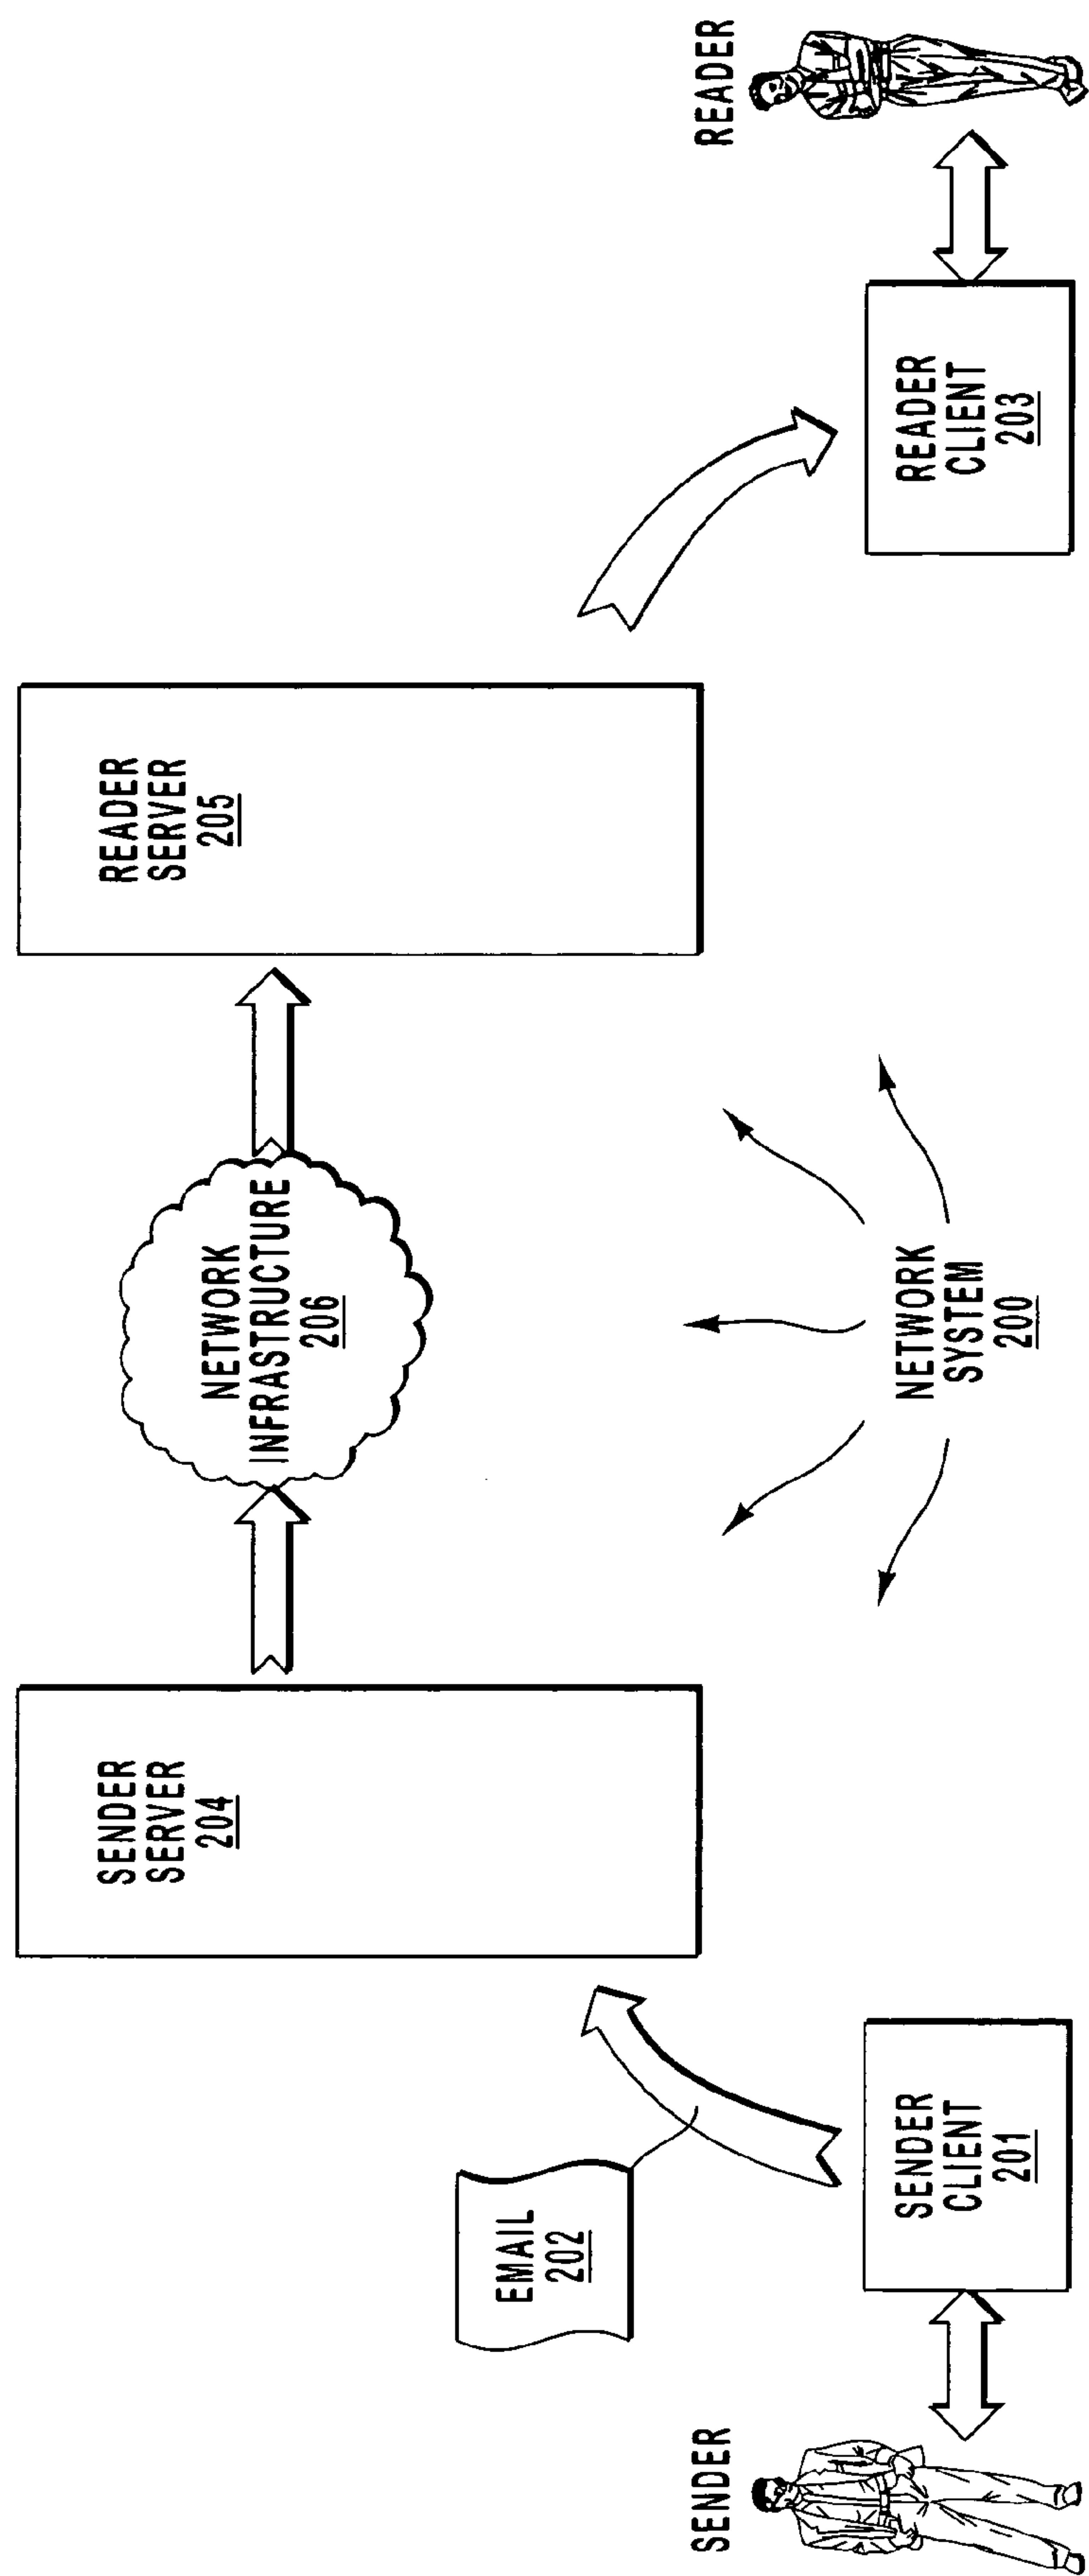 SENDER
SENDER
CLIENT
201
EMAIL
202
SENDER
SERVER
204
NETWORK
INFRASTRUCTURE
206
NETWORK
SYSTEM
200
READER
SERVER
205
READER
CLIENT
203
READER